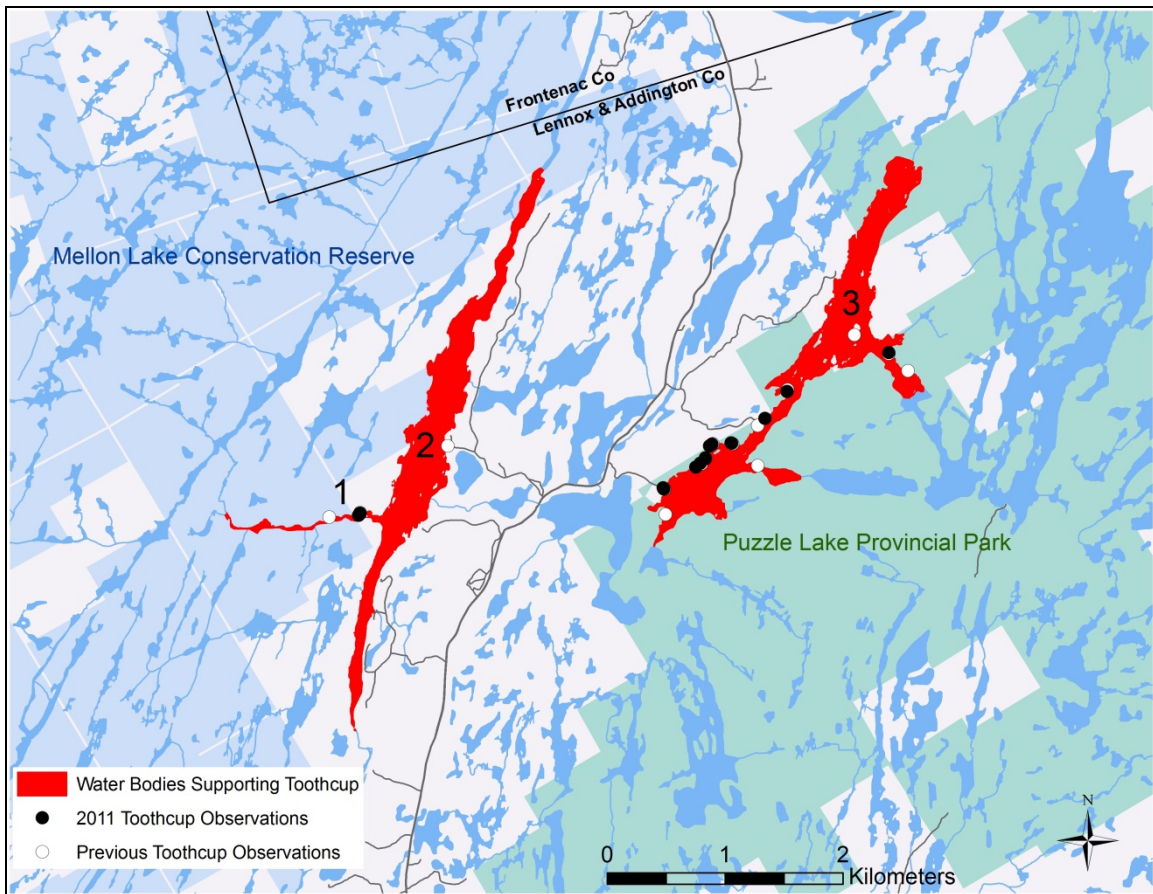 Frontenac Co
Lennox & Addington Co
Mellon Lake Conservation Reserve
3
2
1
Puzzle Lake Provincial Park
Water Bodies Supporting Toothcup
2011 Toothcup Observations
Previous Toothcup Observations
N
0 1 2
Kilometers